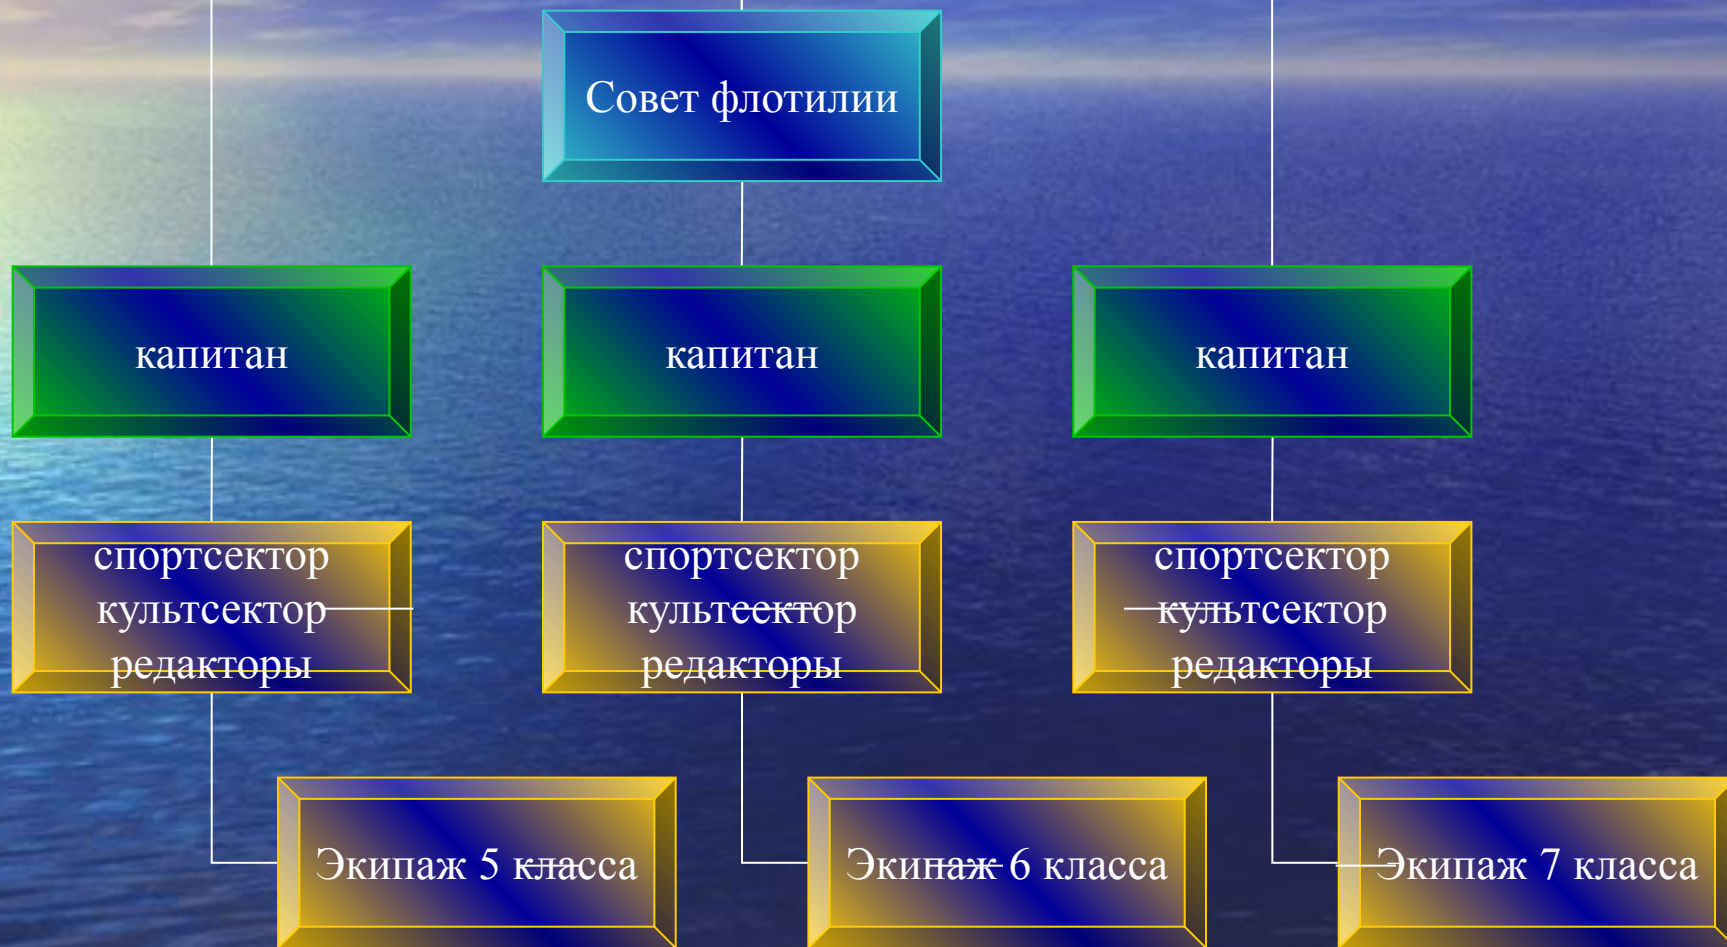 Совет флотилии
капитан
капитан
капитан
спортсектор
культсектор
редакторы
спортсектор
культсектор
редакторы
спортсектор
культсектор
редакторы
Экипаж 5 класса
Экипаж 6 класса
Экипаж 7 класса